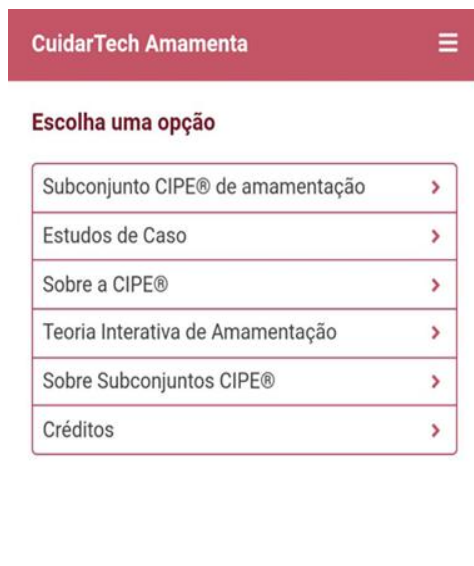 CuidarTech Amamenta
Escolha uma opção
Subconjunto CIPE® de amamentação
Estudos de Caso
Sobre a CIPE®
Teoria Interativa de Amamentação
Sobre Subconjuntos CIPE®
Créditos